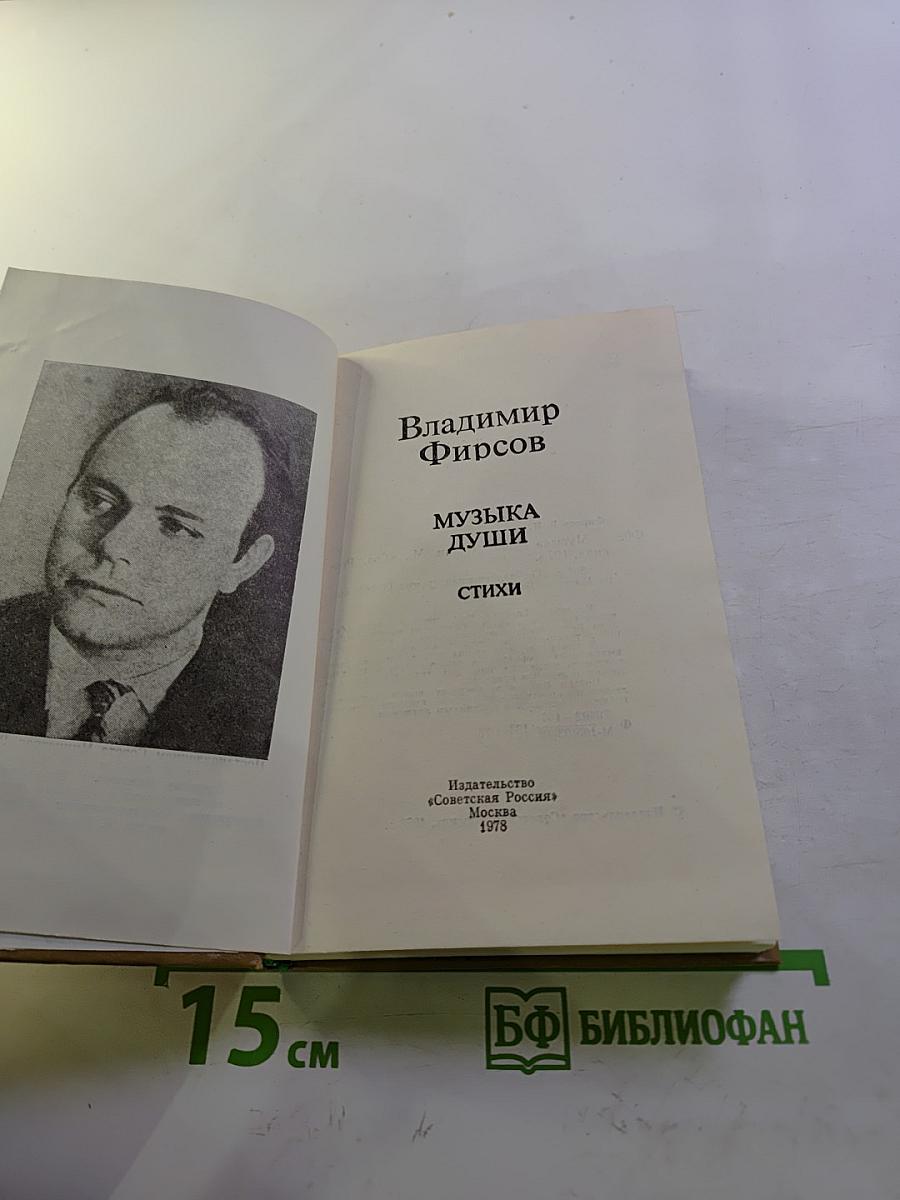 Владимир
Фирсов
МУЗЫКА
ДУШИ
СТИХИ
Издательство
«Советская Россия»
Москва
1978
15 см
БФ БИБЛИОФАН